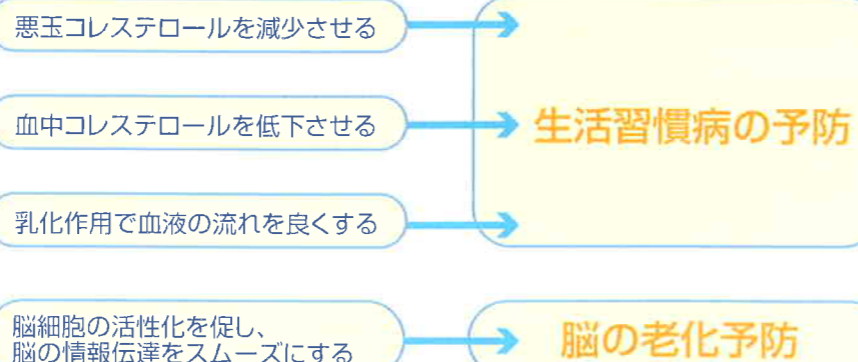 悪玉コレステロールを減少させる
血中コレステロールを低下させる
乳化作用で血液の流れを良くする
生活習慣病の予防
脳細胞の活性化を促し、
脳の情報伝達をスムーズにする
脳の老化予防